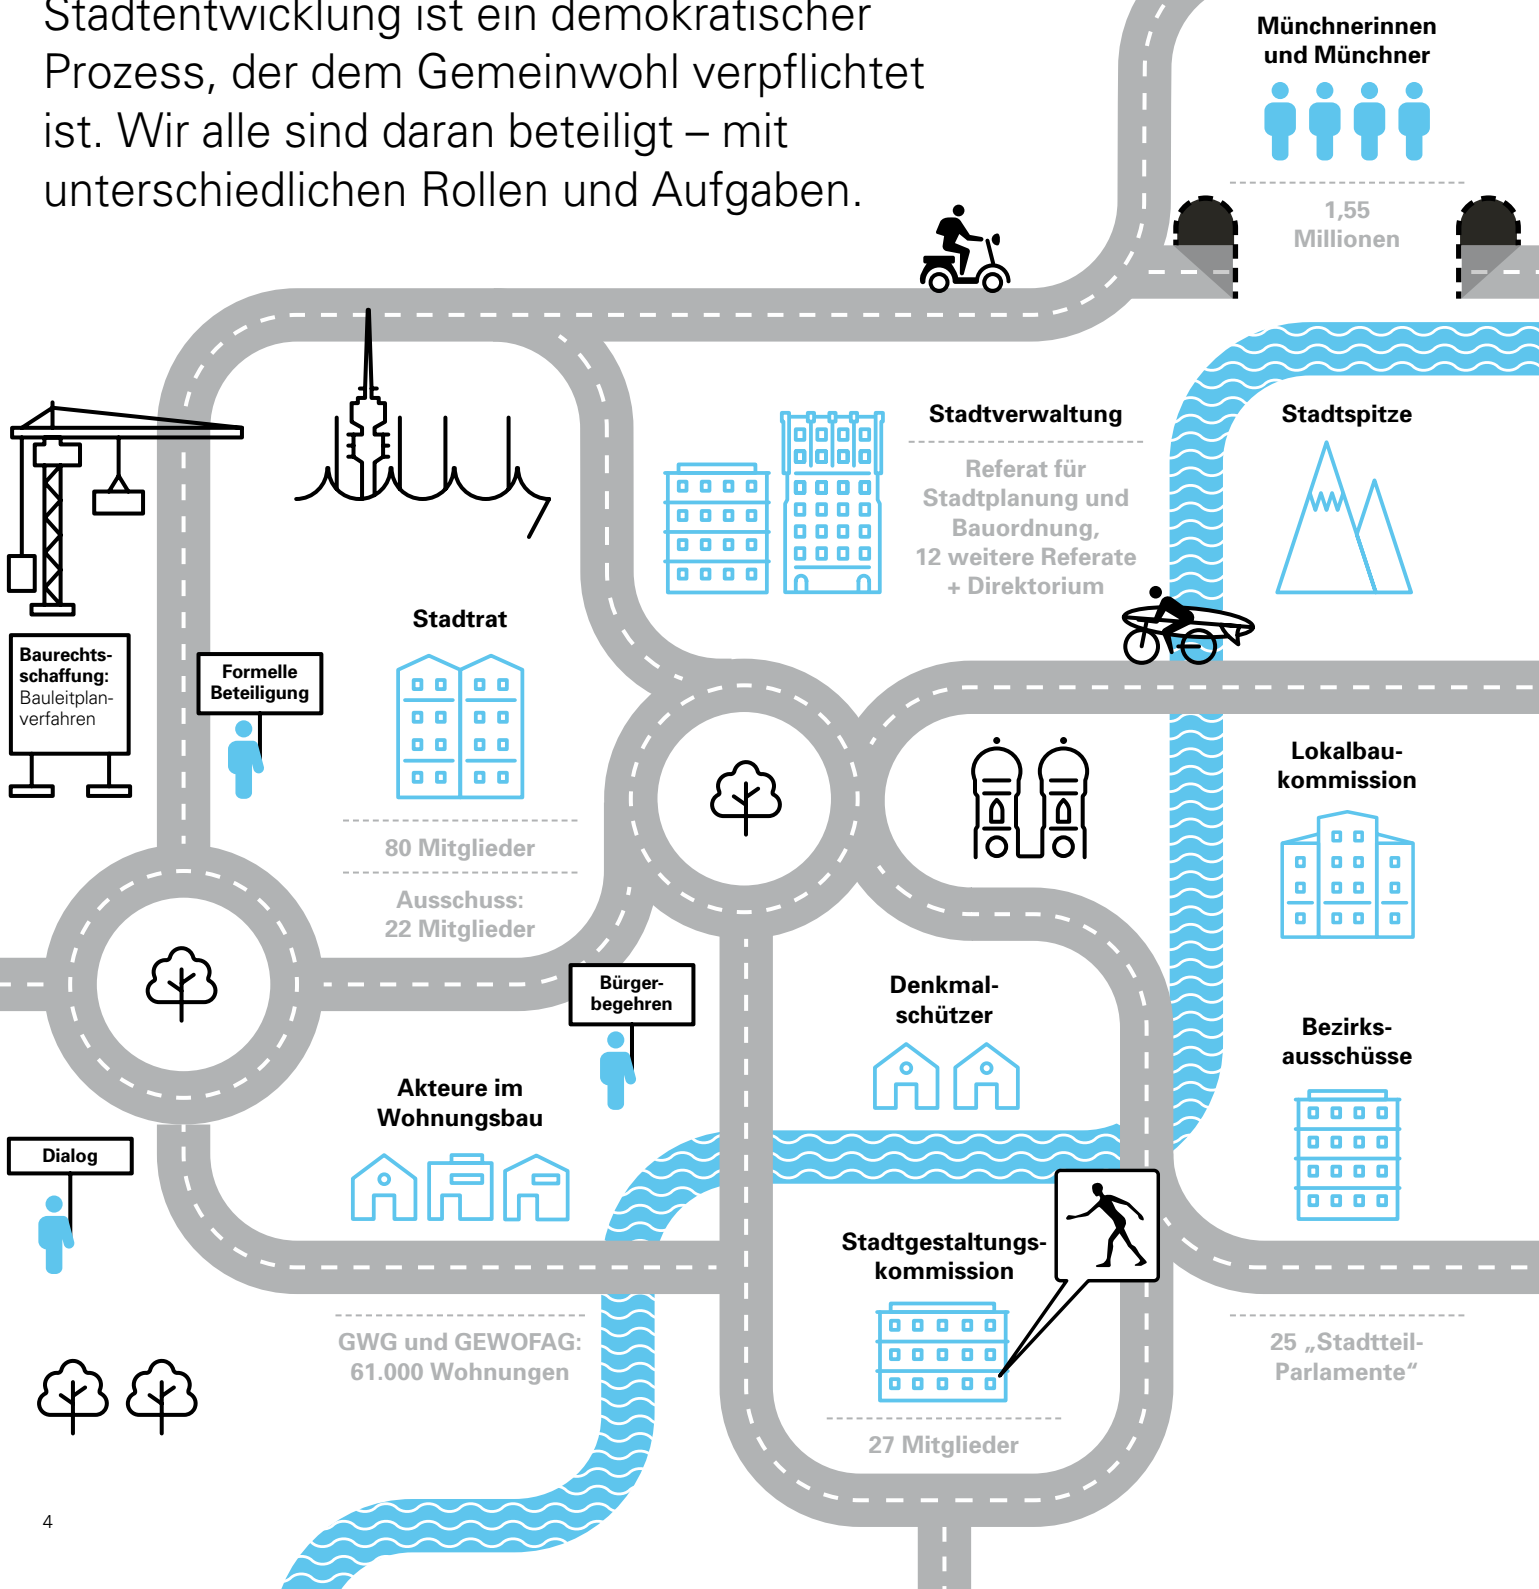 Stadtentwicklung ist ein demokratischer
Prozess, der dem Gemeinwohl verpflichtet
ist. Wir alle sind daran beteiligt – mit
unterschiedlichen Rollen und Aufgaben.
Münchnerinnen
und Münchner
1,55
Millionen
Stadtverwaltung
Referat für
Stadtplanung und
Bauordnung,
12 weitere Referate
+ Direktorium
Stadtspitze
Stadtrat
80 Mitglieder
Ausschuss:
22 Mitglieder
Baurechts-
schaffung:
Bauleitplan-
verfahren
Formelle
Beteiligung
Lokalbau-
kommission
Bürger-
begehren
Denkmal-
schützer
Bezirks-
ausschüsse
25 „Stadtteil-
Parlamente“
Akteure im
Wohnungsbau
GWG und GEWOFAG:
61.000 Wohnungen
Dialog
Stadtgestaltungs-
kommission
27 Mitglieder
4